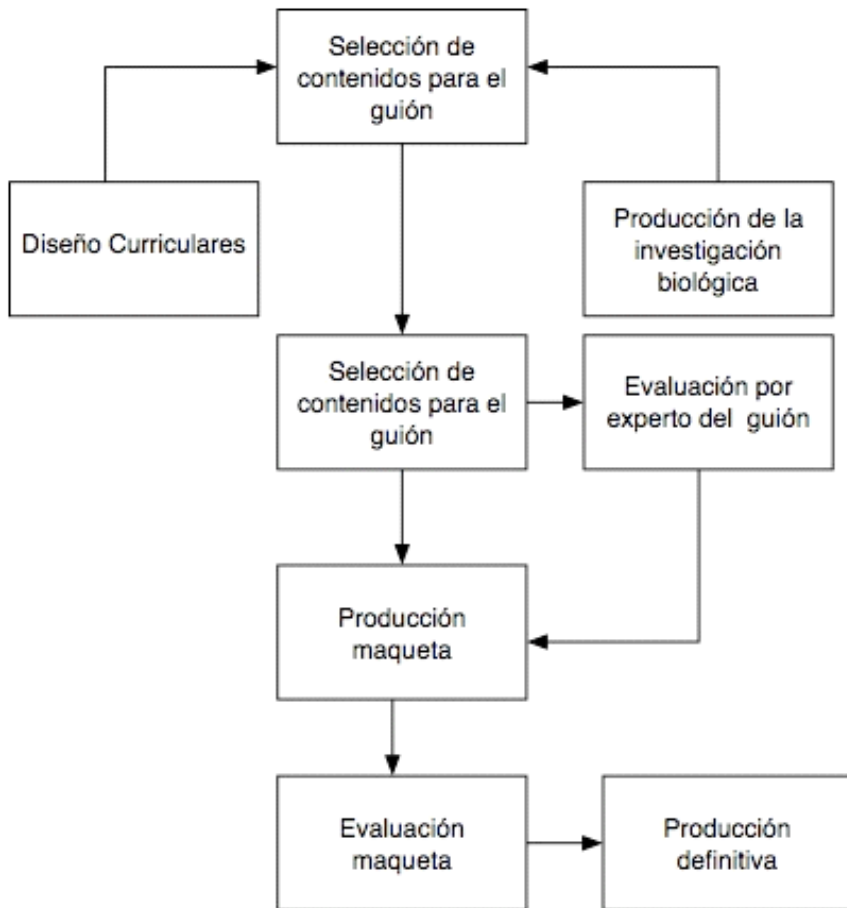 Selección de
contenidos para el
guión
Diseño Curriculares
Producción de la
investigación
biológica
Selección de
contenidos para el
guión
Evaluación por
experto del guión
Producción
maqueta
Evaluación
maqueta
Producción
definitiva